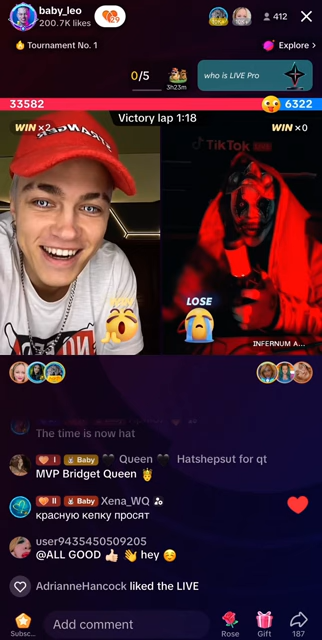 baby_leo
200.7K likes
29
412
Tournament No. 1
Explore >
0/5
3h23m
who is LIVE Pro
33582
6322
WIN ×2
Victory lap 1:18
WIN ×0
TikTok
LOSE
INFERNUM A...
The time is now hat
I Baby Queen Hatshepsut for qt
MVP Bridget Queen
II Baby Xena_WQ
красную кепку просят
user9435450509205
@ALL GOOD 👍🏻 👋 hey ☺️
AdrianneHancock liked the LIVE
Subsc...
Add comment
Rose
Gift
187